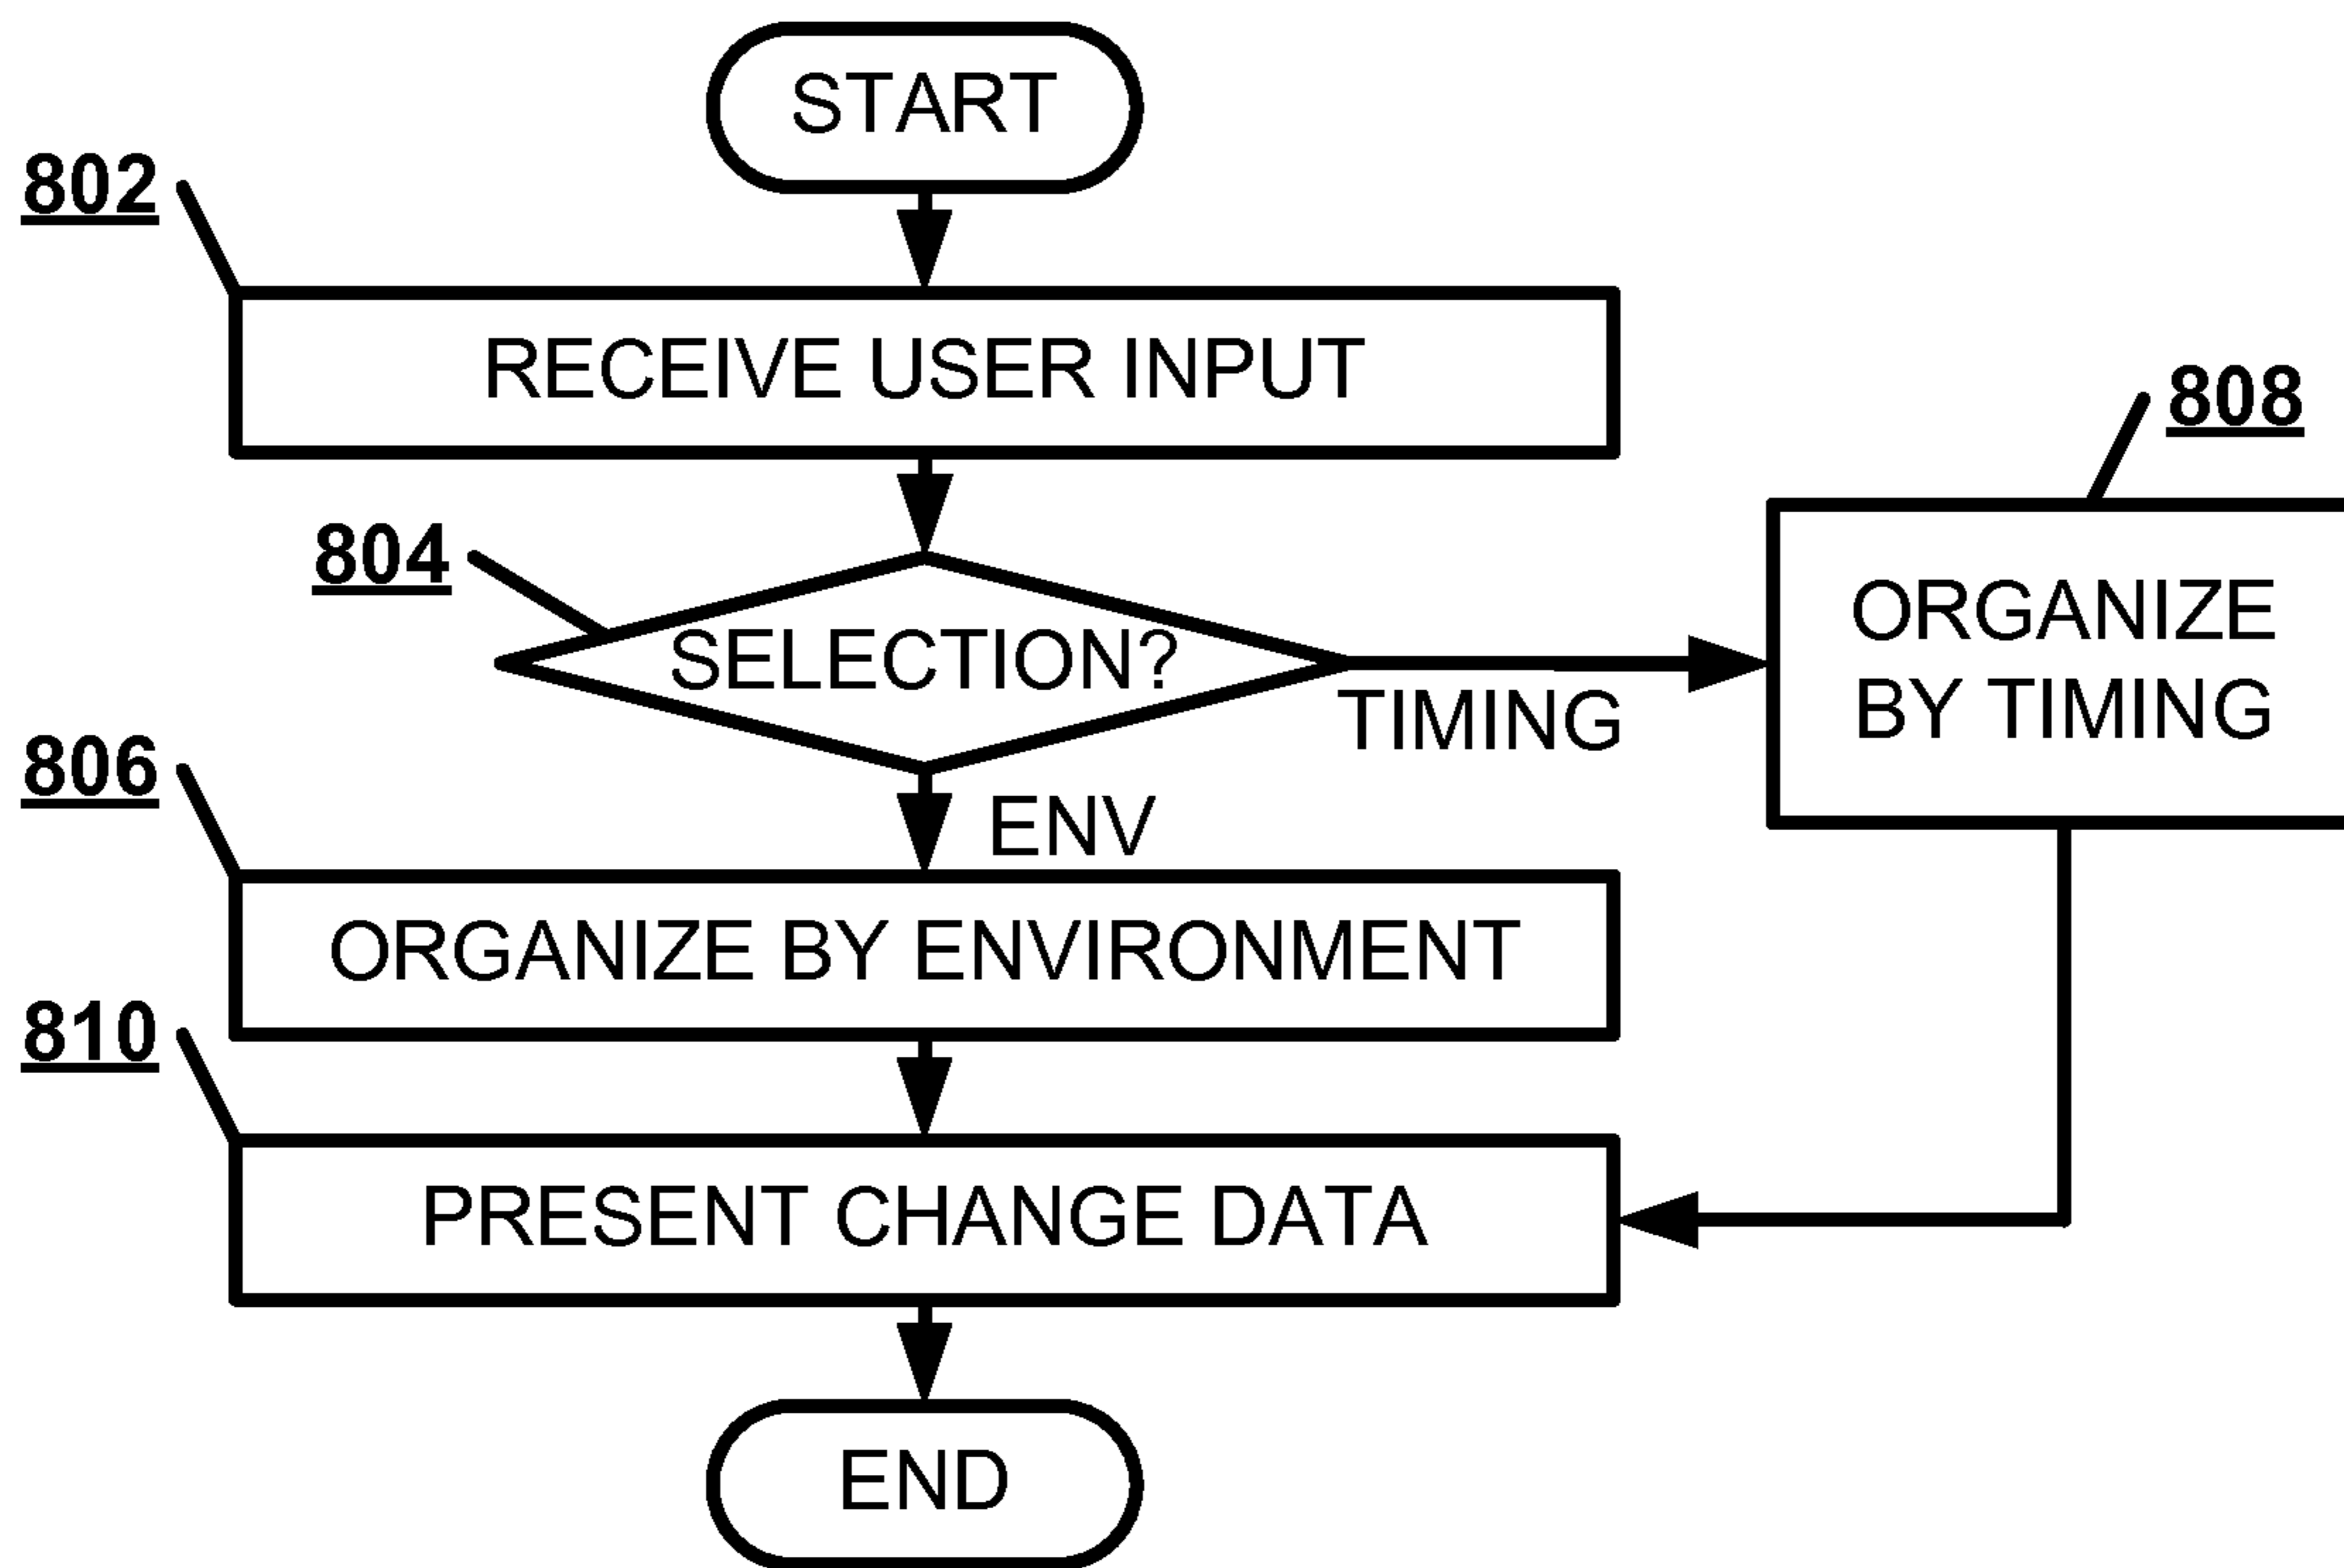 START
802
RECEIVE USER INPUT
808
804
SELECTION?
TIMING
ORGANIZE
BY TIMING
806
ENV
ORGANIZE BY ENVIRONMENT
810
PRESENT CHANGE DATA
END